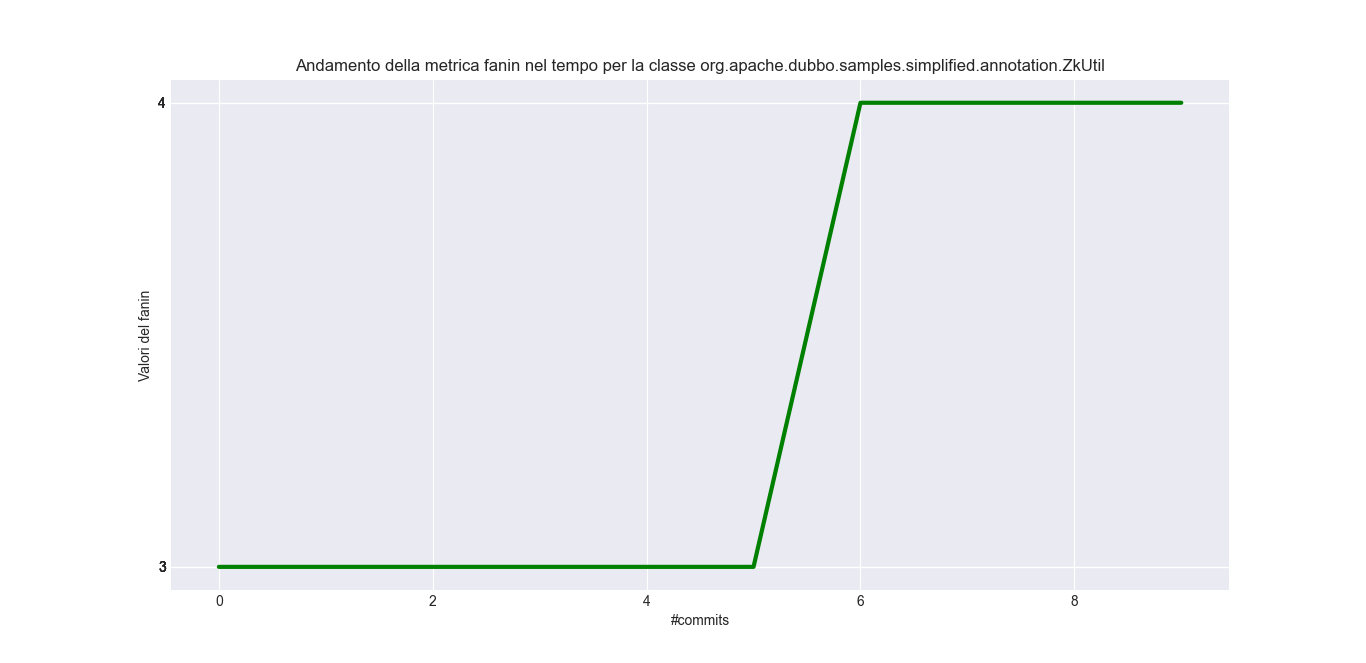 Andamento della metrica fanin nel tempo per la classe org.apache.dubbo.samples.simplified.annotation.ZkUtil
4
Valori del fanin
3
0 2 4 6 8
#commits